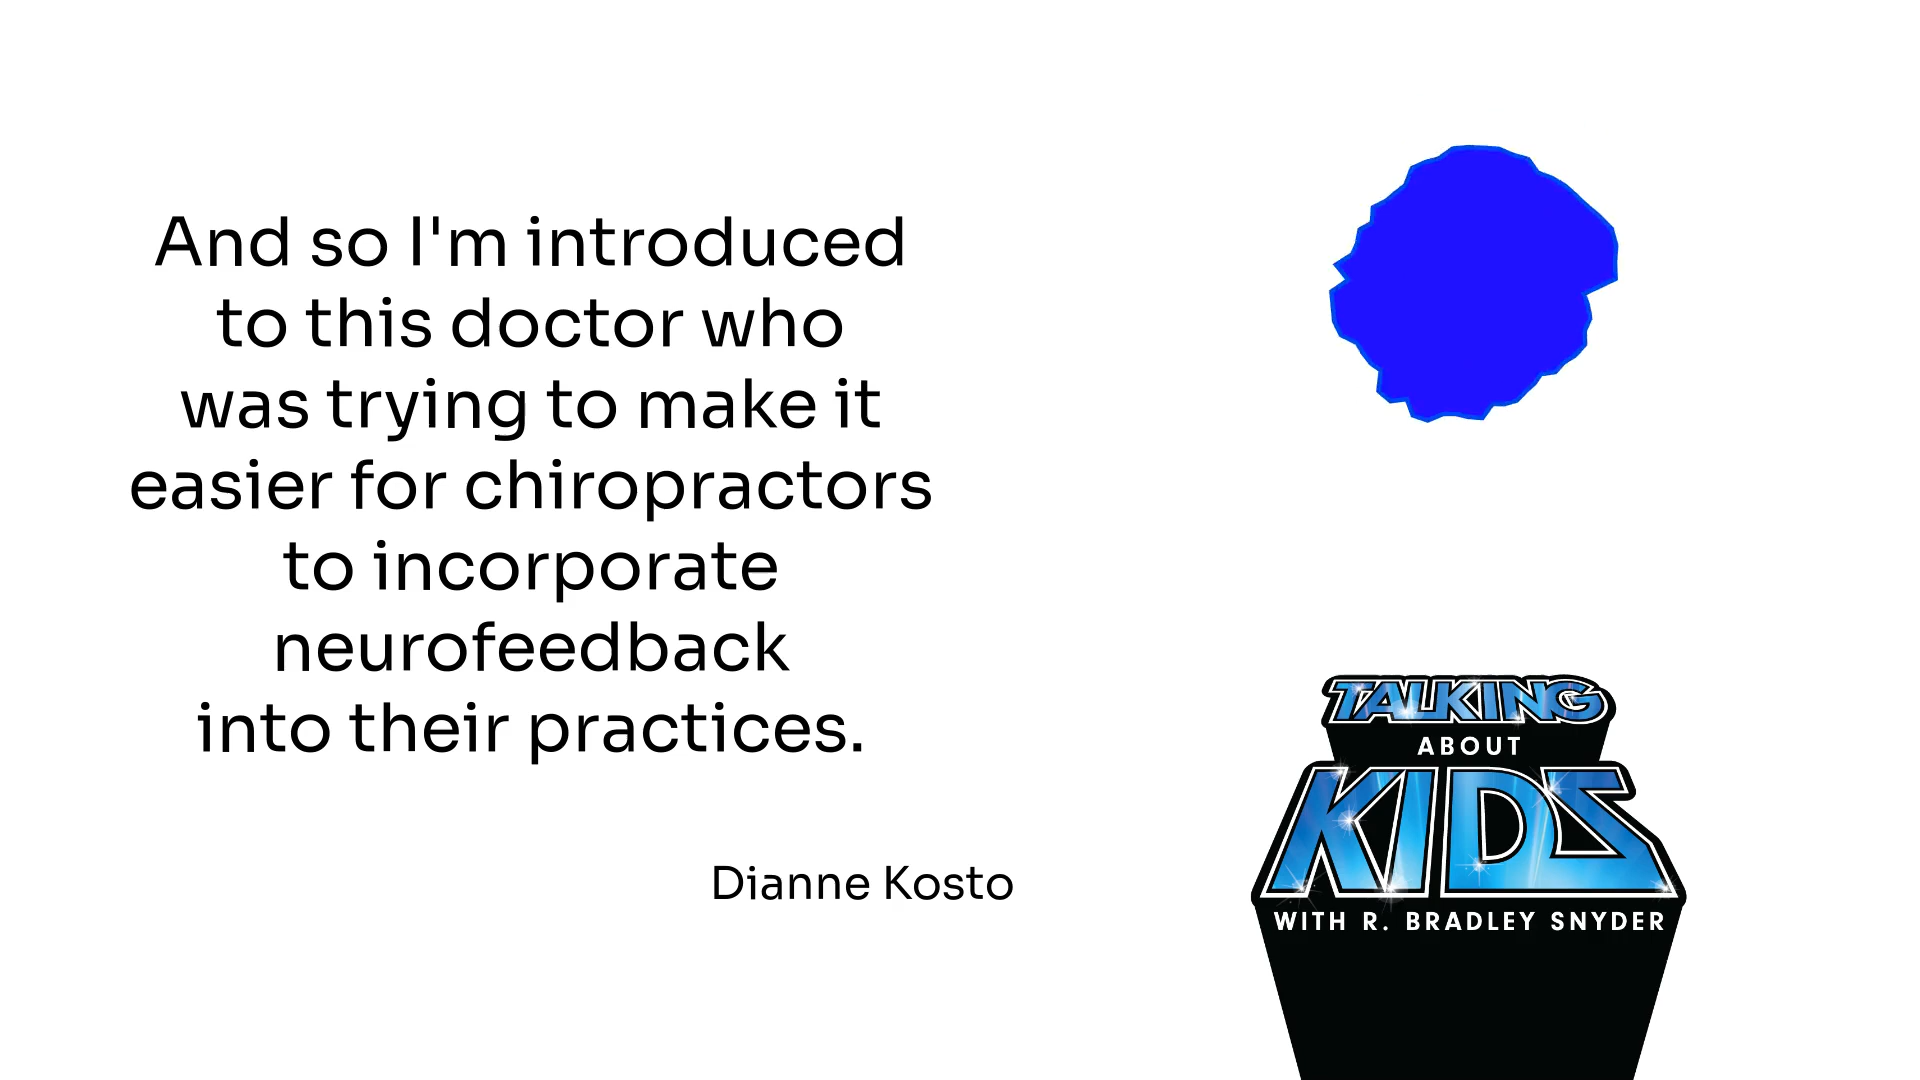 And so I'm introduced
to this doctor who
was trying to make it
easier for chiropractors
to incorporate
neurofeedback
into their practices.
Dianne Kosto
TALKING
ABOUT
KIDS
WITH R. BRADLEY SNYDER